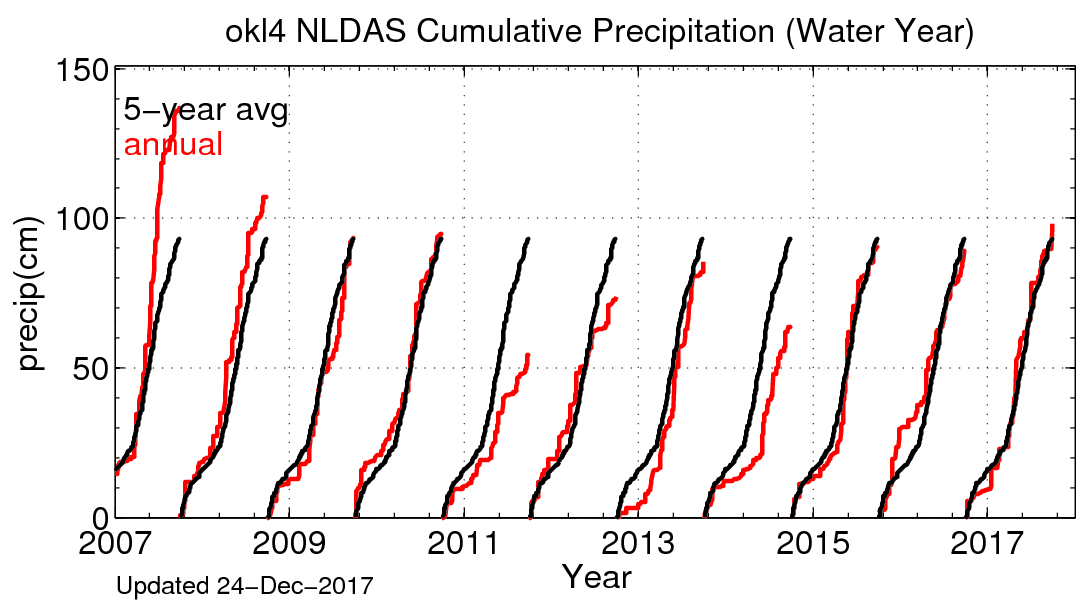 okl4 NLDAS Cumulative Precipitation (Water Year)
150
5−year avg
annual
100
precip(cm)
50
0
2007 2009 2011 2013 2015 2017
Year
Updated 24−Dec−2017